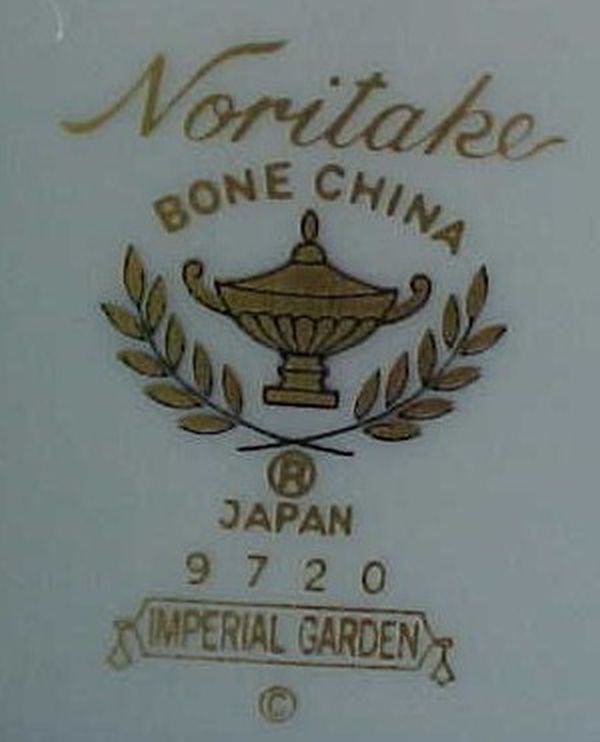 Noritake
BONE CHINA
®
JAPAN
9720
IMPERIAL GARDEN
©